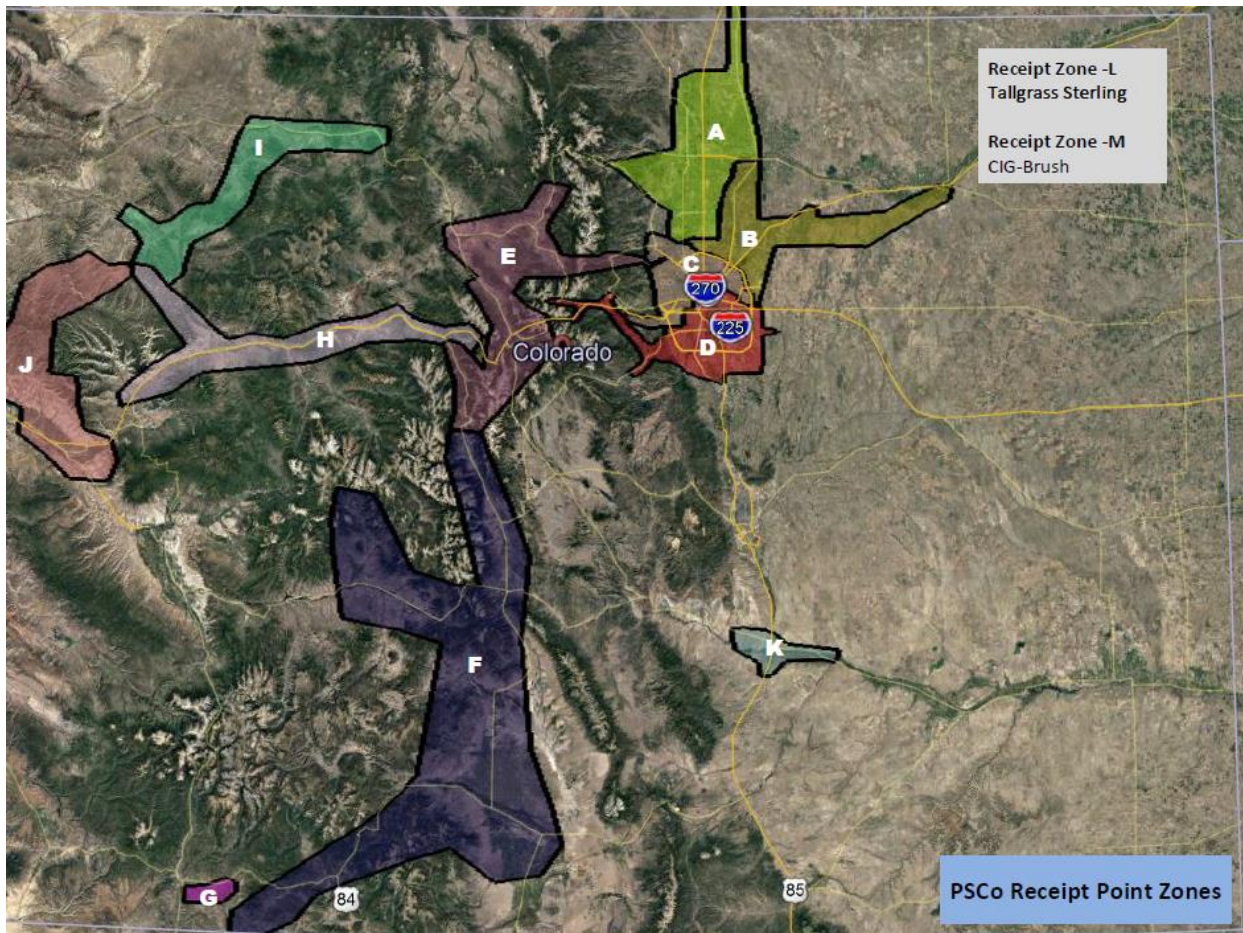 Receipt Zone -L
Tallgrass Sterling
Receipt Zone -M
CIG-Brush
A
I
B
E
C
270
225
H
Colorado
D
J
K
F
G
84
85
PSCo Receipt Point Zones